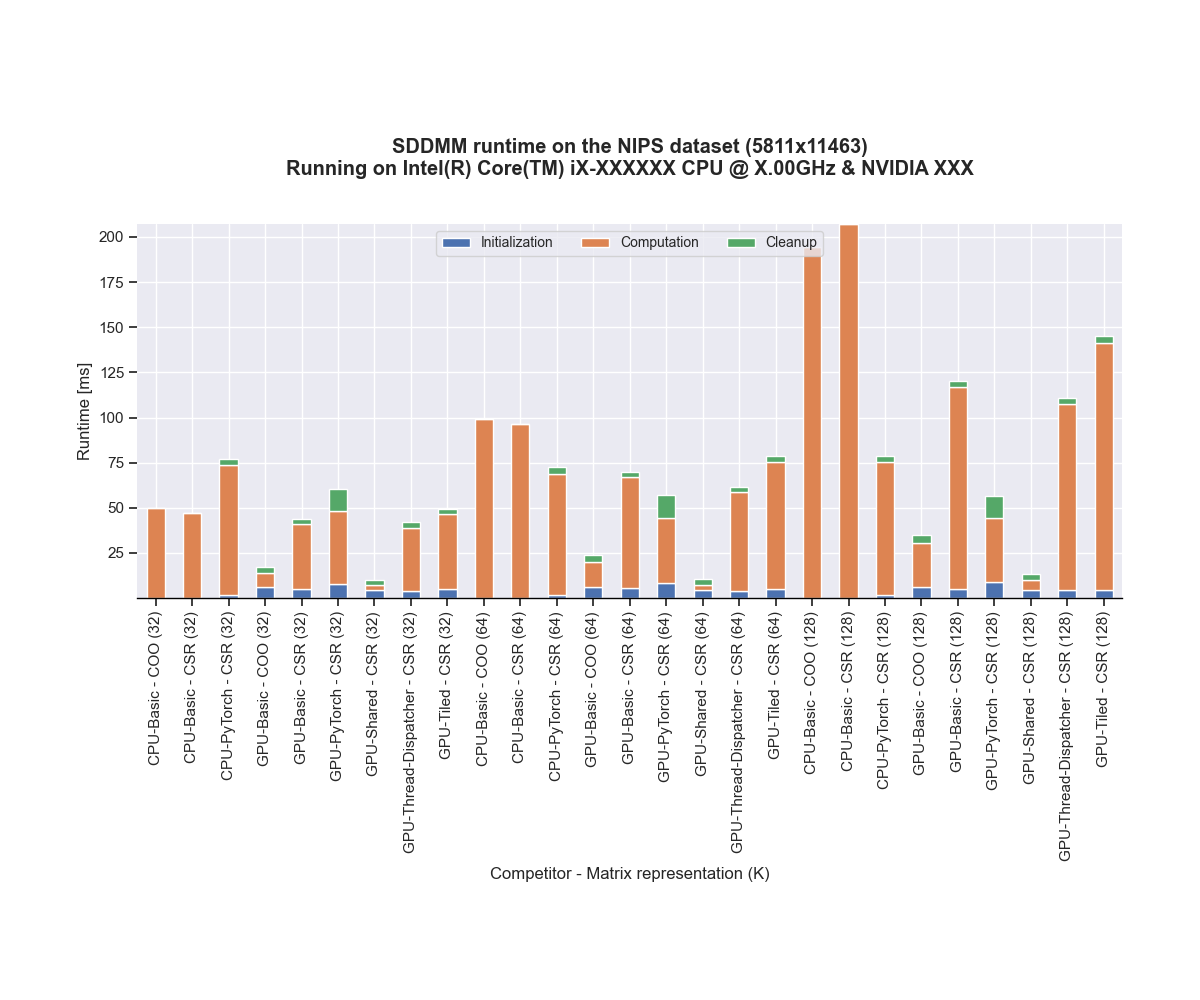 SDDMM runtime on the NIPS dataset (5811x11463)
Running on Intel(R) Core(TM) iX-XXXXXX CPU @ X.00GHz & NVIDIA XXX
Initialization
Computation
Cleanup
Runtime [ms]
200
175
150
125
100
75
50
25
CPU-Basic - COO (32)
CPU-Basic - CSR (32)
CPU-PyTorch - CSR (32)
GPU-Basic - COO (32)
GPU-Basic - CSR (32)
GPU-PyTorch - CSR (32)
GPU-Shared - CSR (32)
GPU-Thread-Dispatcher - CSR (32)
GPU-Tiled - CSR (32)
CPU-Basic - COO (64)
CPU-Basic - CSR (64)
CPU-PyTorch - CSR (64)
GPU-Basic - COO (64)
GPU-Basic - CSR (64)
GPU-PyTorch - CSR (64)
GPU-Shared - CSR (64)
GPU-Thread-Dispatcher - CSR (64)
GPU-Tiled - CSR (64)
CPU-Basic - COO (128)
CPU-Basic - CSR (128)
CPU-PyTorch - CSR (128)
GPU-Basic - COO (128)
GPU-Basic - CSR (128)
GPU-PyTorch - CSR (128)
GPU-Shared - CSR (128)
GPU-Thread-Dispatcher - CSR (128)
GPU-Tiled - CSR (128)
Competitor - Matrix representation (K)